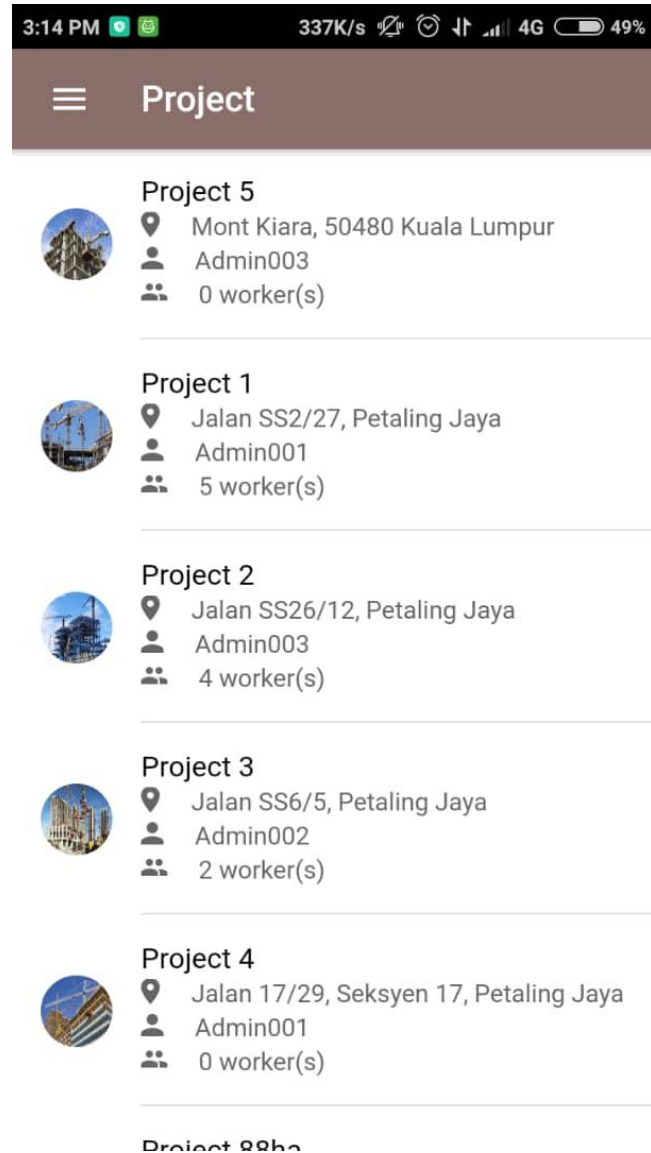 3:14 PM 337K/s 4G 49%
Project
Project 5
Mont Kiara, 50480 Kuala Lumpur
Admin003
0 worker(s)
Project 1
Jalan SS2/27, Petaling Jaya
Admin001
5 worker(s)
Project 2
Jalan SS26/12, Petaling Jaya
Admin003
4 worker(s)
Project 3
Jalan SS6/5, Petaling Jaya
Admin002
2 worker(s)
Project 4
Jalan 17/29, Seksyen 17, Petaling Jaya
Admin001
0 worker(s)
Project 88ha